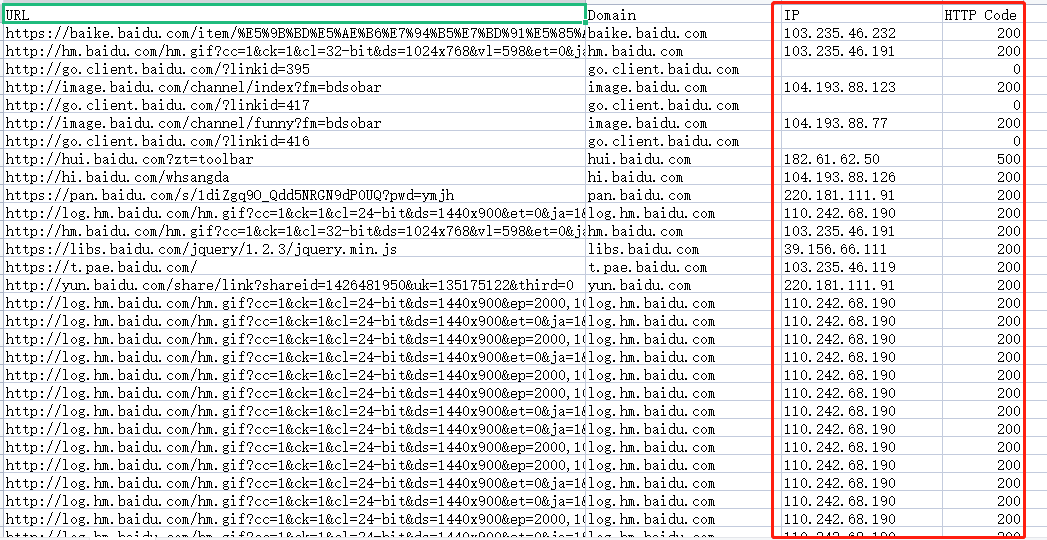 URL Domain IP HTTP Code
https://baike.baidu.com/item/%E5%9B%BD%E5%AE%B6%E7%94%B5%E7%BD%91%E5%85% baike.baidu.com 103.235.46.232 200
http://hm.baidu.com/hm.gif?cc=1&ck=1&cl=32-bit&ds=1024x768&vl=598&et=0&ja hm.baidu.com 103.235.46.191 200
http://go.client.baidu.com/?linkid=395 go.client.baidu.com 0
http://image.baidu.com/channel/index?fm=bdsobar image.baidu.com 104.193.88.123 200
http://go.client.baidu.com/?linkid=417 go.client.baidu.com 0
http://image.baidu.com/channel/funny?fm=bdsobar image.baidu.com 104.193.88.77 200
http://go.client.baidu.com/?linkid=416 go.client.baidu.com 0
http://hui.baidu.com?zt=toolbar hui.baidu.com 182.61.62.50 500
http://hi.baidu.com/whsangda hi.baidu.com 104.193.88.126 200
https://pan.baidu.com/s/1diZgq9O_Qdd5NRGN9dP0UQ?pwd=ymjh pan.baidu.com 220.181.111.91 200
http://log.hm.baidu.com/hm.gif?cc=1&ck=1&cl=24-bit&ds=1440x900&et=0&ja=1& log.hm.baidu.com 110.242.68.190 200
http://hm.baidu.com/hm.gif?cc=1&ck=1&cl=32-bit&ds=1024x768&vl=598&et=0&ja hm.baidu.com 103.235.46.191 200
https://libs.baidu.com/jquery/1.2.3/jquery.min.js libs.baidu.com 39.156.66.111 200
https://t.pae.baidu.com/ t.pae.baidu.com 103.235.46.119 200
http://yun.baidu.com/share/link?shareid=1426481950&uk=135175122&third=0 yun.baidu.com 220.181.111.91 200
http://log.hm.baidu.com/hm.gif?cc=1&ck=1&cl=24-bit&ds=1440x900&ep=2000,10 log.hm.baidu.com 110.242.68.190 200
http://log.hm.baidu.com/hm.gif?cc=1&ck=1&cl=24-bit&ds=1440x900&et=0&ja=1& log.hm.baidu.com 110.242.68.190 200
http://log.hm.baidu.com/hm.gif?cc=1&ck=1&cl=24-bit&ds=1440x900&ep=2000,10 log.hm.baidu.com 110.242.68.190 200
http://log.hm.baidu.com/hm.gif?cc=1&ck=1&cl=24-bit&ds=1440x900&et=0&ja=1& log.hm.baidu.com 110.242.68.190 200
http://log.hm.baidu.com/hm.gif?cc=1&ck=1&cl=24-bit&ds=1440x900&ep=2000,10 log.hm.baidu.com 110.242.68.190 200
http://log.hm.baidu.com/hm.gif?cc=1&ck=1&cl=24-bit&ds=1440x900&ep=2000,10 log.hm.baidu.com 110.242.68.190 200
http://log.hm.baidu.com/hm.gif?cc=1&ck=1&cl=24-bit&ds=1440x900&et=0&ja=1& log.hm.baidu.com 110.242.68.190 200
http://log.hm.baidu.com/hm.gif?cc=1&ck=1&cl=24-bit&ds=1440x900&et=0&ja=1& log.hm.baidu.com 110.242.68.190 200
http://log.hm.baidu.com/hm.gif?cc=1&ck=1&cl=24-bit&ds=1440x900&ep=2000,10 log.hm.baidu.com 110.242.68.190 200
http://log.hm.baidu.com/hm.gif?cc=1&ck=1&cl=24-bit&ds=1440x900&ep=2000,10 log.hm.baidu.com 110.242.68.190 200
http://log.hm.baidu.com/hm.gif?cc=1&ck=1&cl=24-bit&ds=1440x900&et=0&ja=1& log.hm.baidu.com 110.242.68.190 200
http://log.hm.baidu.com/hm.gif?cc=1&ck=1&cl=24-bit&ds=1440x900&et=0&ja=1& log.hm.baidu.com 110.242.68.190 200
http://log.hm.baidu.com/hm.gif?cc=1&ck=1&cl=24-bit&ds=1440x900&ep=2000,10 log.hm.baidu.com 110.242.68.190 200